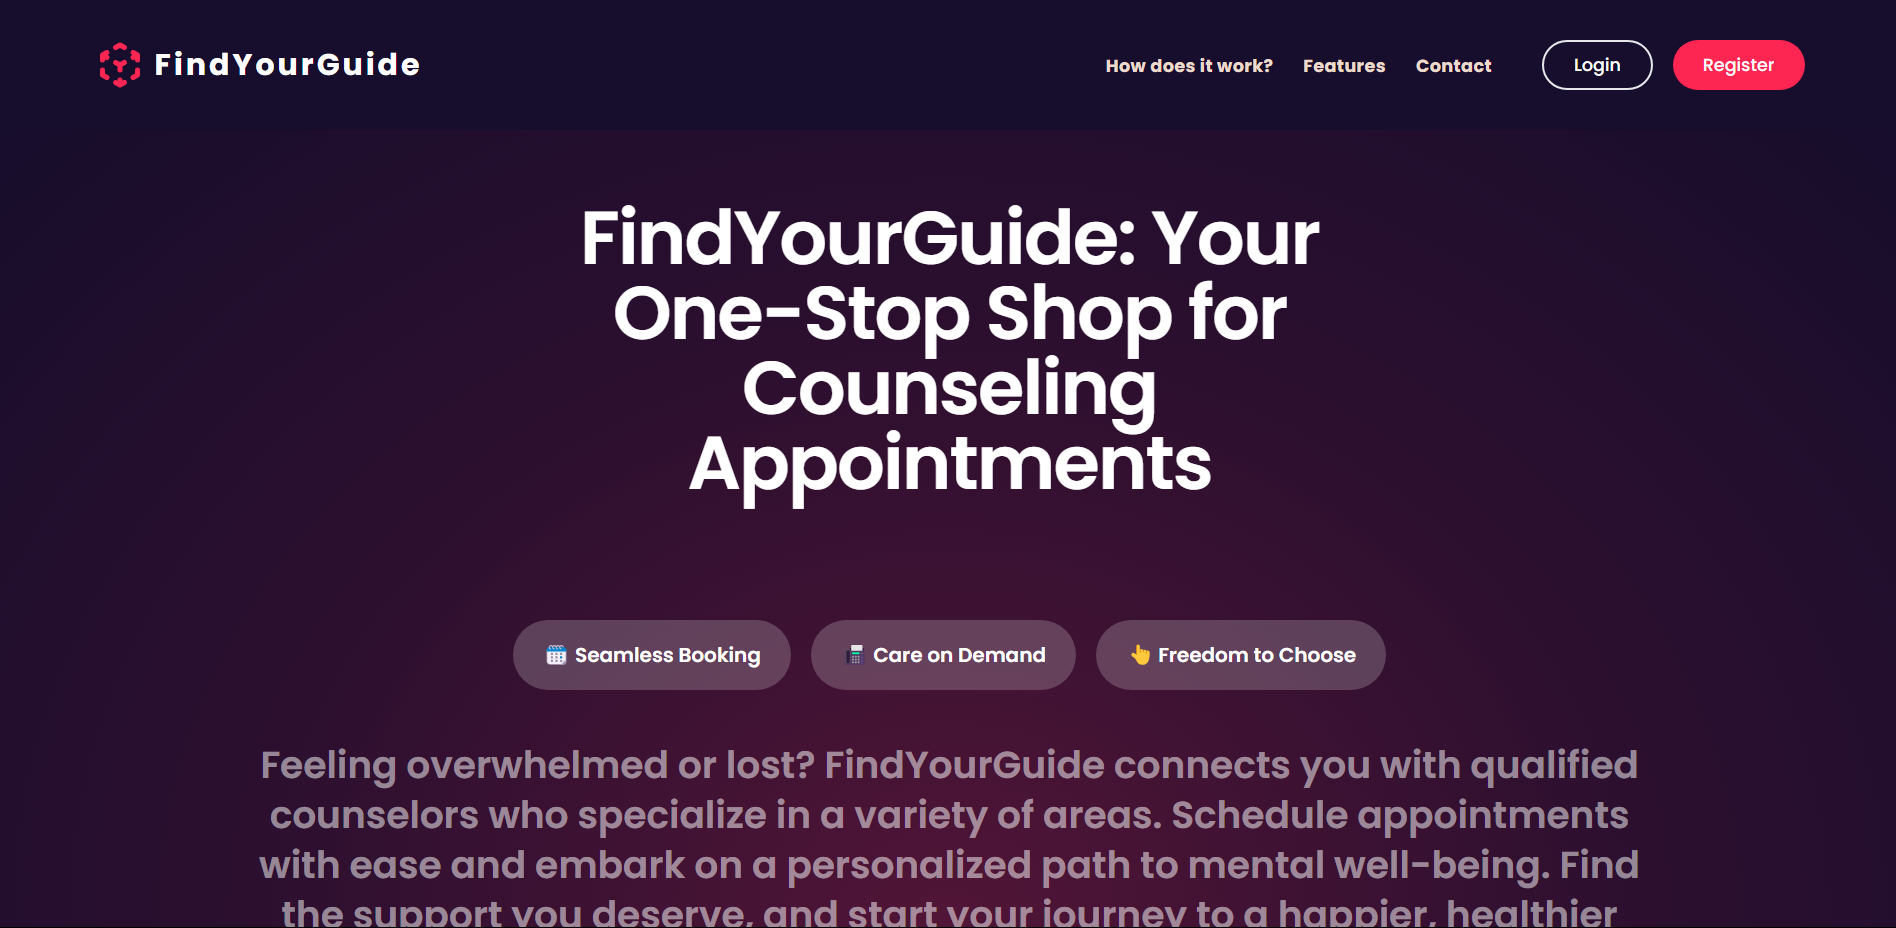 FindYourGuide
How does it work?
Features
Contact
Login
Register
FindYourGuide: Your
One-Stop Shop for
Counseling
Appointments
Seamless Booking
Care on Demand
Freedom to Choose
Feeling overwhelmed or lost? FindYourGuide connects you with qualified
counselors who specialize in a variety of areas. Schedule appointments
with ease and embark on a personalized path to mental well-being. Find
the support you deserve, and start your journey to a happier, healthier